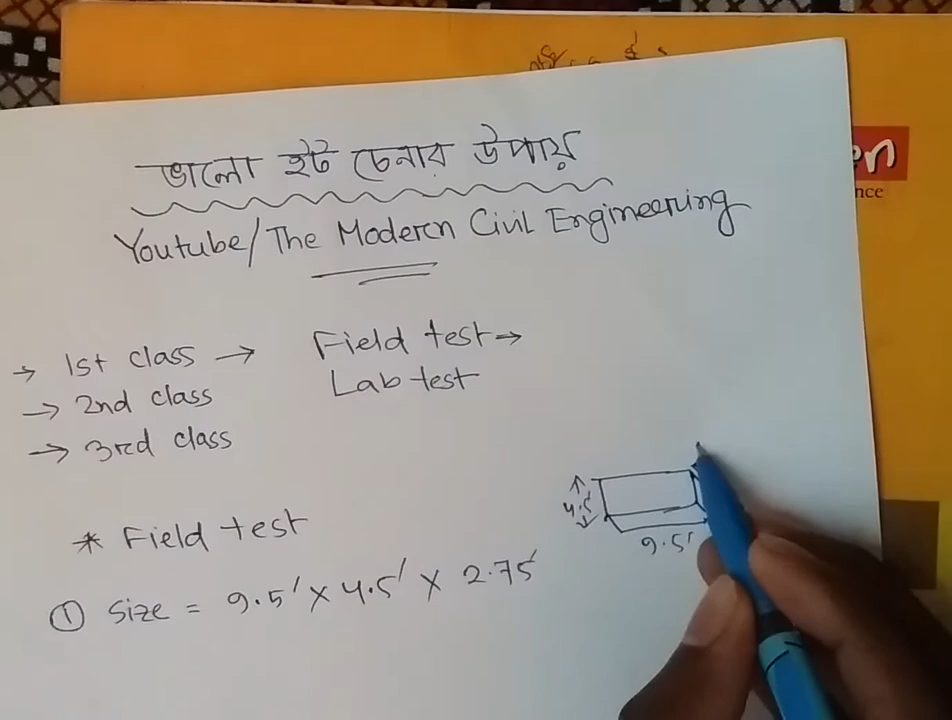 ভালো ইট চেনার উপায়
Youtube/The Modern Civil Engineering
→ 1st class → Field test →
→ 2nd class Lab test
→ 3rd class
4.5'
9.5'
* Field test
① Size = 9.5' × 4.5' × 2.75'
nce